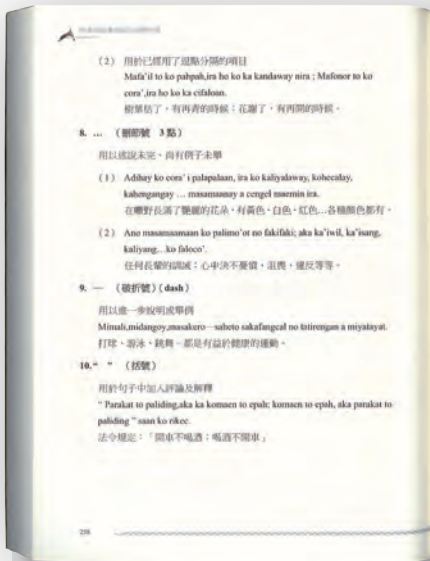 (2) 用於已經用了逗點分隔的項目
Mafa'il to ko papah,ira ho ko ka kandaway nira ; Mafonor to ko
cora',ira ho ko ka cifaloan.
樹葉枯了，有再青的時候；花謝了，有再開的時候。
8. … (刪節號 3 點)
用以述說未完、尚有例子未舉
(1) Adihay ko cora' i palapalaan, ira ko kaliyalaway, kohecalay,
kahengangay … masamaanay a cengel maemin ira.
在曠野長滿了艷麗的花朵，有黃色、白色、紅色…各種顏色都有。
(2) Ano masamaamaan ko palimo'ot no fakifaki; aka ka'iwil, ka'isang,
kaliyang…ko faloco'.
任何長輩的訓誡；心中決不憂憤、沮喪、違反等等。
9. — (破折號) (dash)
用以進一步說明或舉例
Mimali,midangoy,masakero—saheto sakafangcal no tatirengan a miyatayat.
打球、游泳、跳舞－都是有益於健康的運動。
10.“ ” (括號)
用於句子中加入評論及解釋
“ Parakat to paliding,aka ka komaen to epah; komaen to epah, aka parakat to
paliding ” saan ko rikec.
法令規定：「開車不喝酒；喝酒不開車」